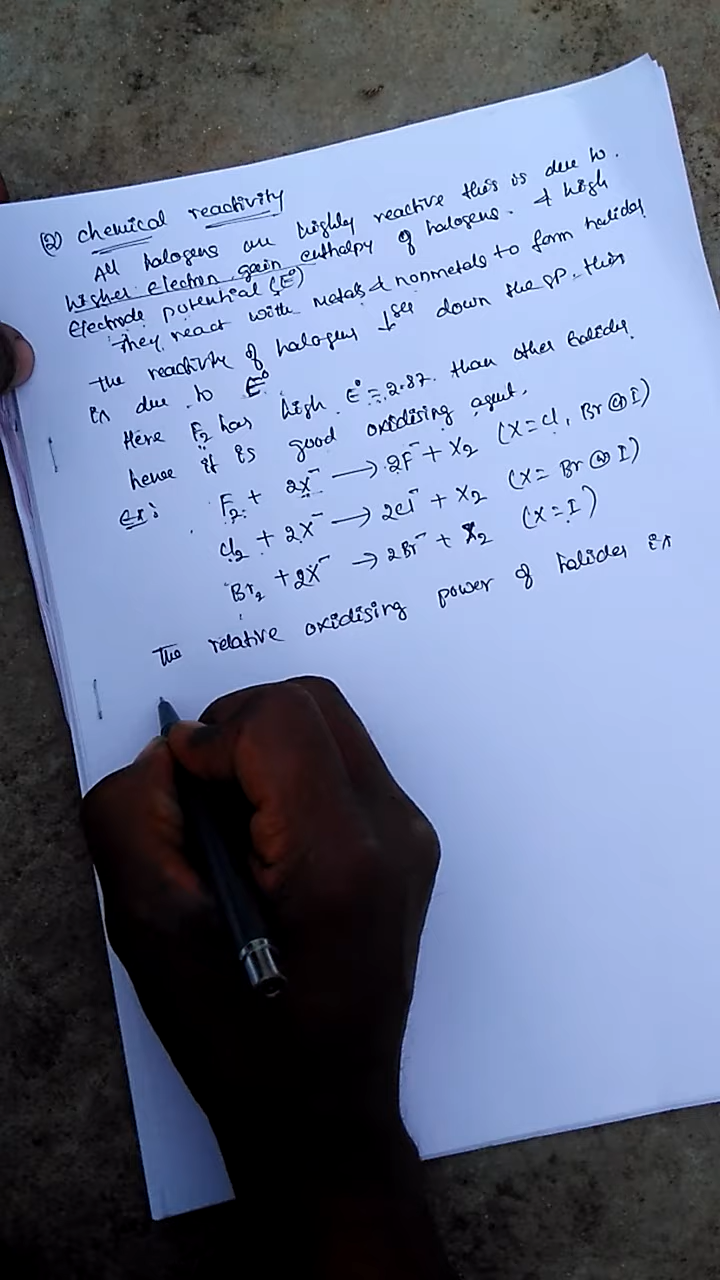 (2) chemical reactivity
All halogens are highly reactive this is due to.
higher electron gain enthalpy of halogens. & high
Electrode potential (E°)
They react with metals & nonmetals to form halides
the reactivity of halogens ↓ses down the gp. this
is due to E°
Here F₂ has high E° = 2.87. than other halides.
hence it is good oxidising agent.
Ex: F₂ + 2X⁻ → 2F⁻ + X₂ (X = Cl, Br (or) I)
Cl₂ + 2X⁻ → 2Cl⁻ + X₂ (X = Br (or) I)
Br₂ + 2X⁻ → 2Br⁻ + X₂ (X = I)
The relative oxidising power of halides is